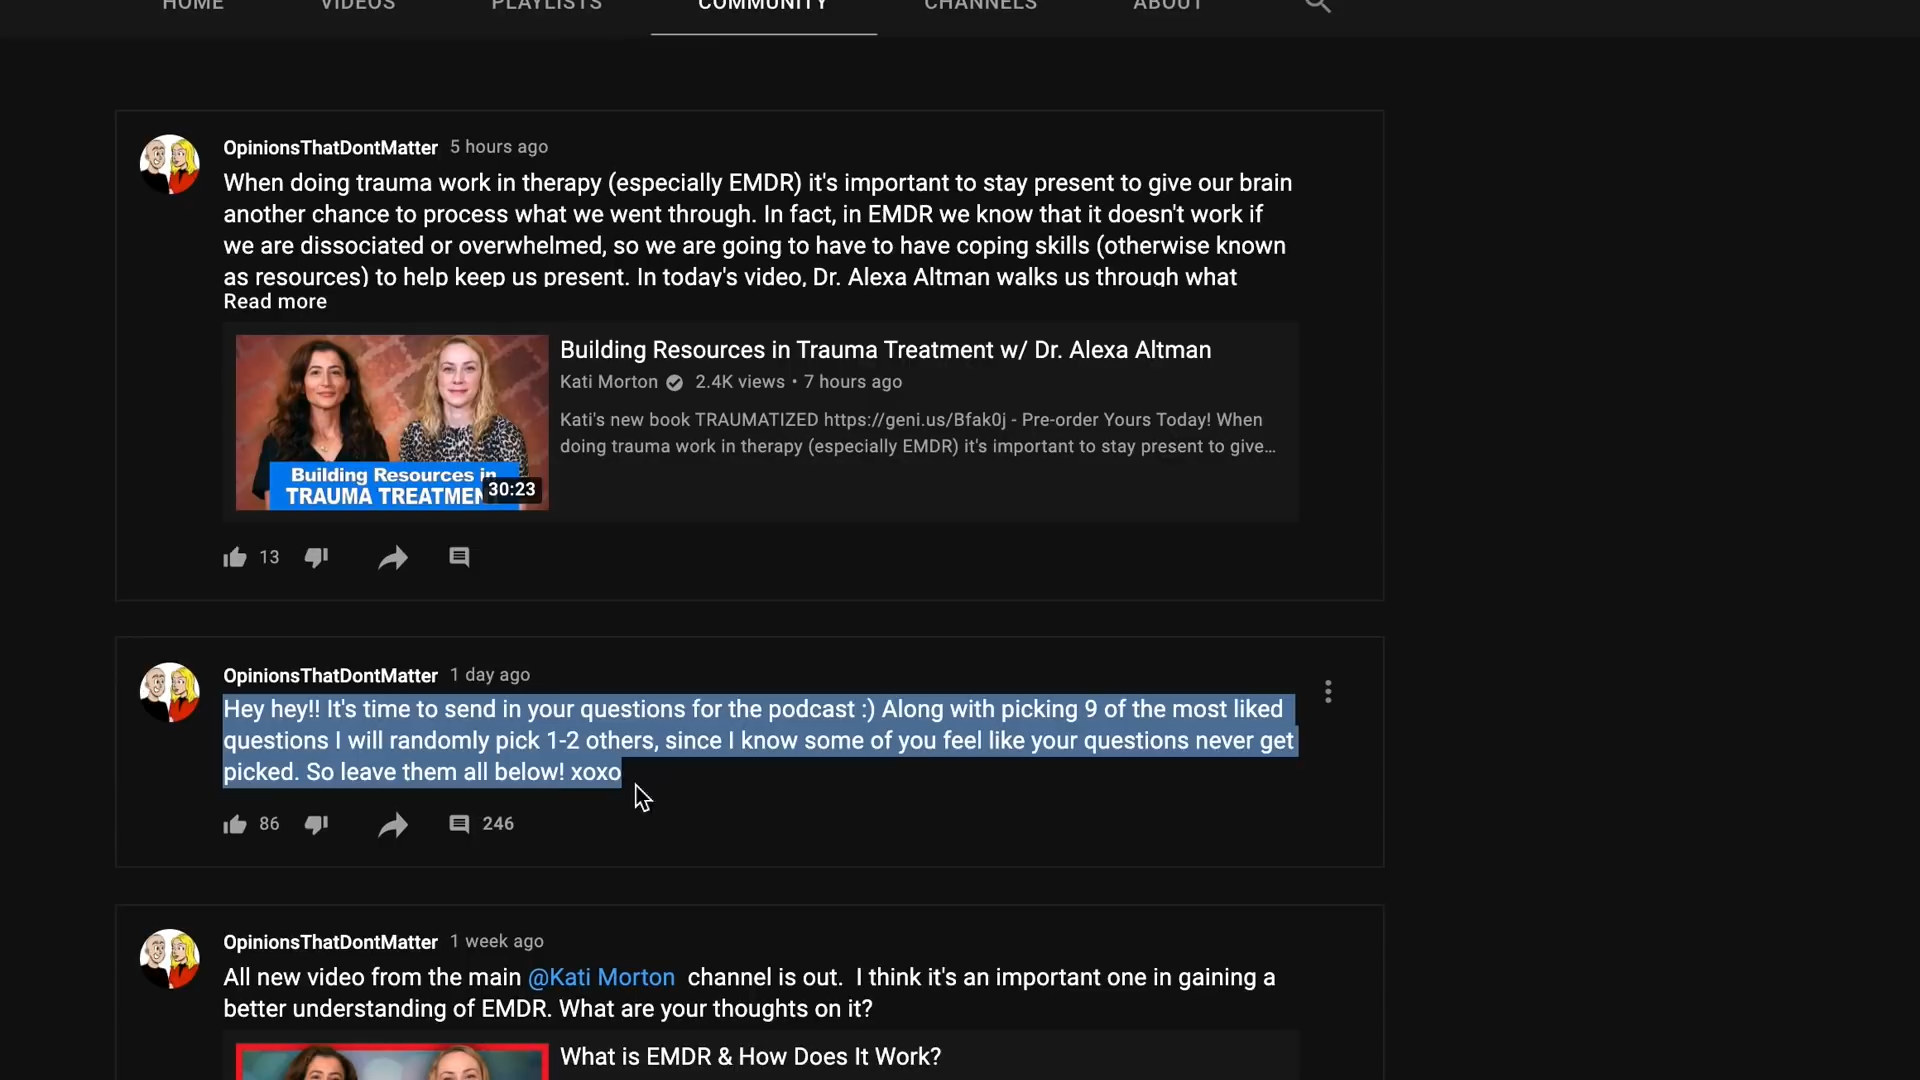 HOME VIDEOS PLAYLISTS COMMUNITY CHANNELS ABOUT
OpinionsThatDontMatter 5 hours ago
When doing trauma work in therapy (especially EMDR) it's important to stay present to give our brain
another chance to process what we went through. In fact, in EMDR we know that it doesn't work if
we are dissociated or overwhelmed, so we are going to have to have coping skills (otherwise known
as resources) to help keep us present. In today's video, Dr. Alexa Altman walks us through what
Read more
Building Resources in
TRAUMA TREATMEN
30:23
Building Resources in Trauma Treatment w/ Dr. Alexa Altman
Kati Morton 2.4K views • 7 hours ago
Kati's new book TRAUMATIZED https://geni.us/Bfak0j - Pre-order Yours Today! When
doing trauma work in therapy (especially EMDR) it's important to stay present to give...
13
OpinionsThatDontMatter 1 day ago
Hey hey!! It's time to send in your questions for the podcast :) Along with picking 9 of the most liked
questions I will randomly pick 1-2 others, since I know some of you feel like your questions never get
picked. So leave them all below! xoxo
86 246
OpinionsThatDontMatter 1 week ago
All new video from the main @Kati Morton channel is out. I think it's an important one in gaining a
better understanding of EMDR. What are your thoughts on it?
What is EMDR & How Does It Work?